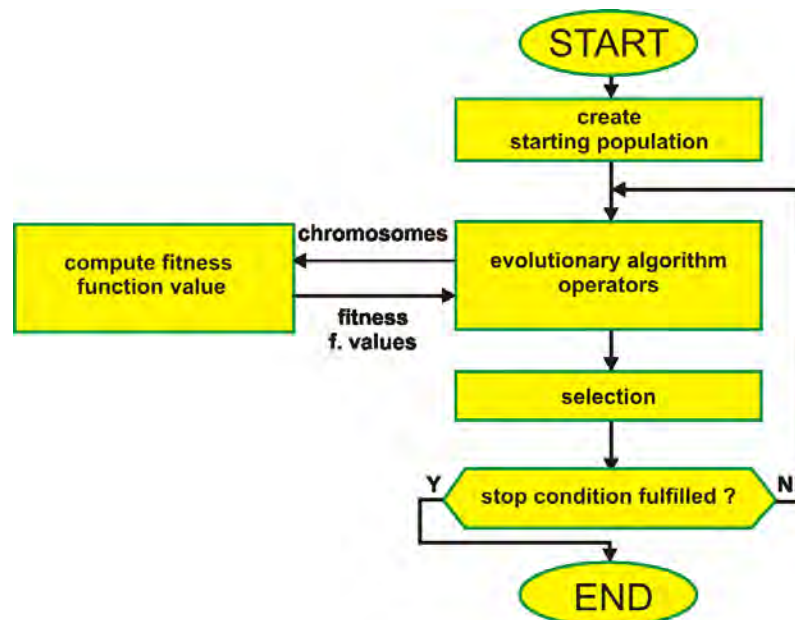 START
create
starting population
chromosomes
compute fitness
function value
evolutionary algorithm
operators
fitness
f. values
selection
Y
stop condition fulfilled ?
N
END